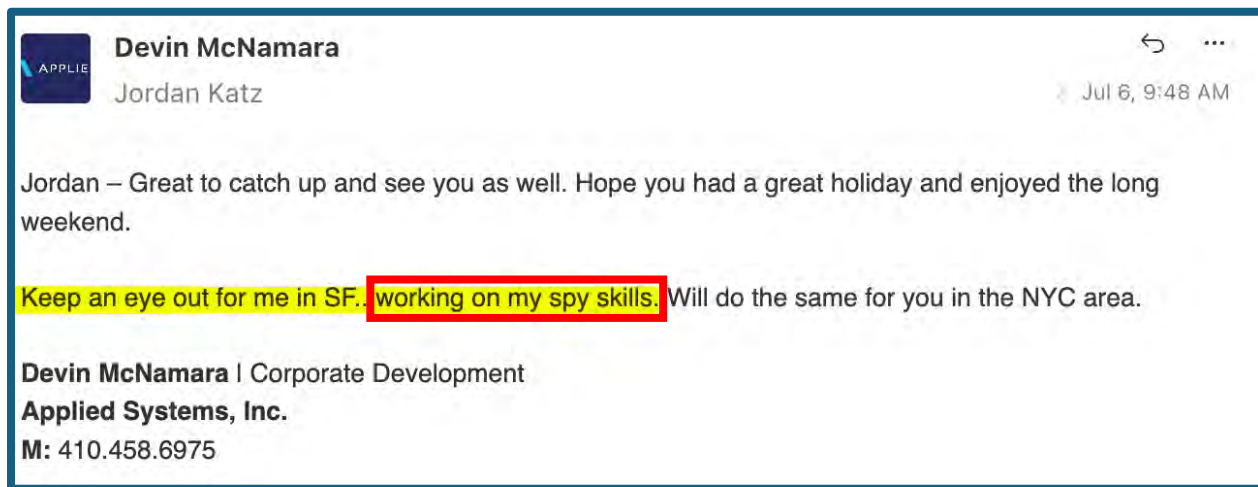 APPLIE
Devin McNamara
Jordan Katz
Jul 6, 9:48 AM
Jordan – Great to catch up and see you as well. Hope you had a great holiday and enjoyed the long
weekend.
Keep an eye out for me in SF.. working on my spy skills. Will do the same for you in the NYC area.
Devin McNamara | Corporate Development
Applied Systems, Inc.
M: 410.458.6975